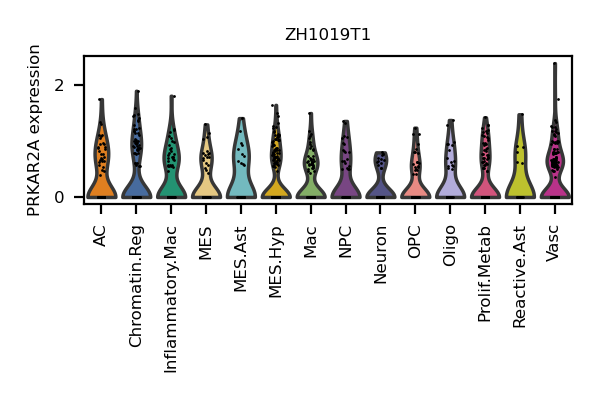 ZH1019T1
PRKAR2A expression
2
0
AC
Chromatin.Reg
Inflammatory.Mac
MES
MES.Ast
MES.Hyp
Mac
NPC
Neuron
OPC
Oligo
Prolif.Metab
Reactive.Ast
Vasc